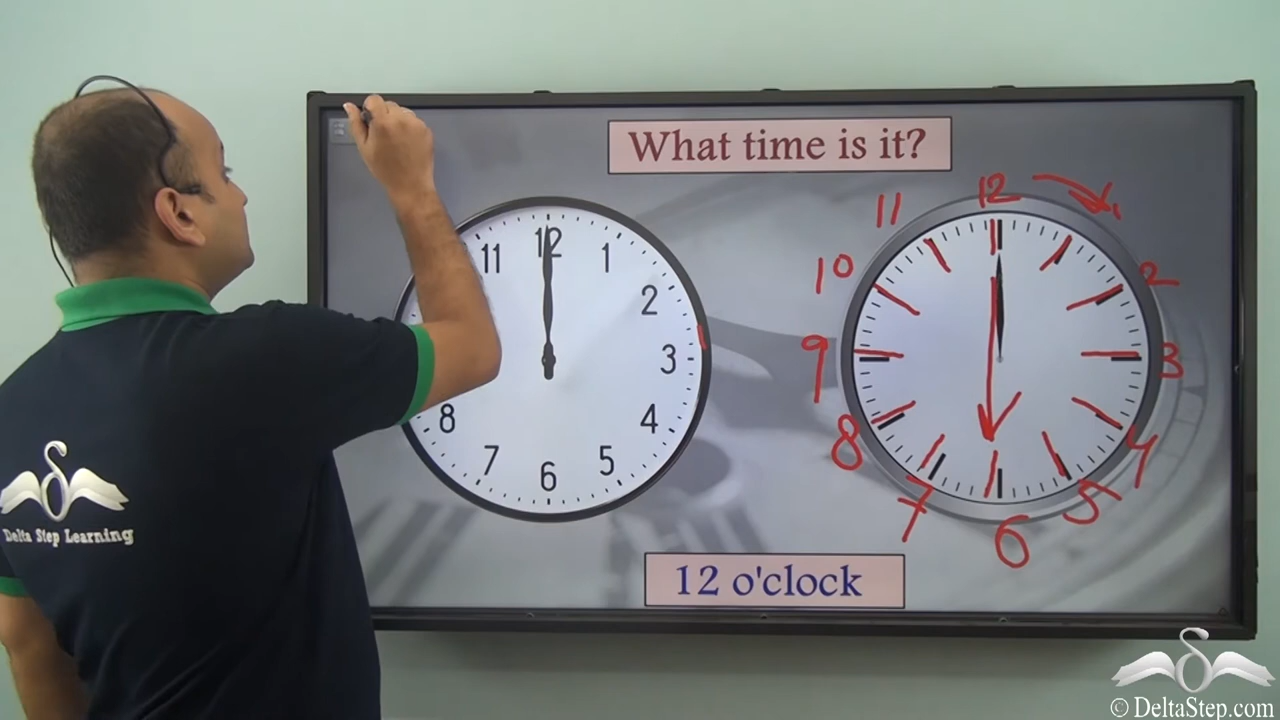 What time is it?
11 12 1 2 3 4 5 6 7 8
12 1 2 3 4 5 6 7 8 9 10 11
12 o'clock
Delta Step Learning
© DeltaStep.com